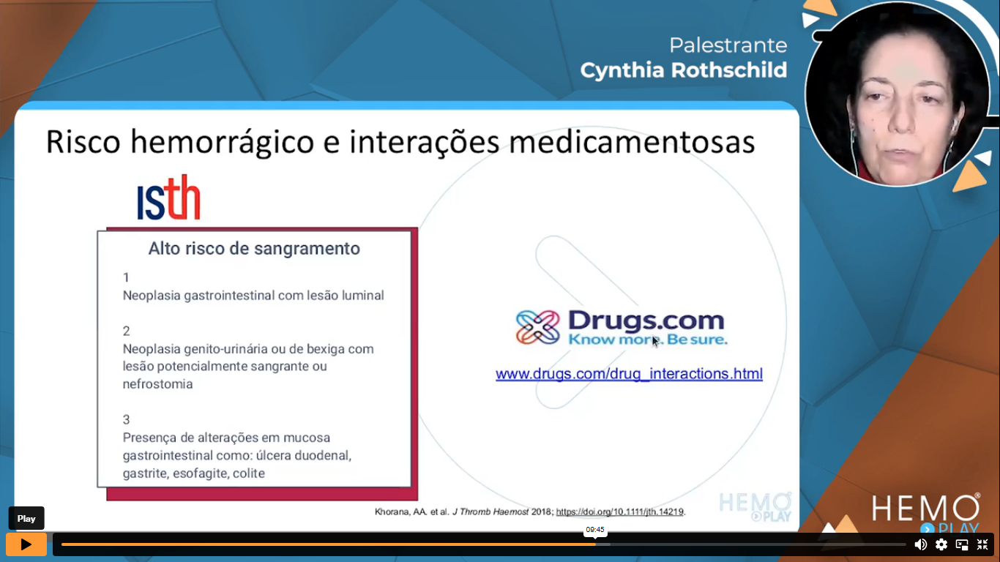 Palestrante
Cynthia Rothschild
Risco hemorrágico e interações medicamentosas
isth
Alto risco de sangramento
1
Neoplasia gastrointestinal com lesão luminal
2
Neoplasia genito-urinária ou de bexiga com
lesão potencialmente sangrante ou
nefrostomia
3
Presença de alterações em mucosa
gastrointestinal como: úlcera duodenal,
gastrite, esofagite, colite
Drugs.com
Know more. Be sure.
www.drugs.com/drug_interactions.html
Khorana, AA. et al. J Thromb Haemost 2018; https://doi.org/10.1111/jth.14219.
HEMO
PLAY
HEMO®
PLAY
Play
09:45